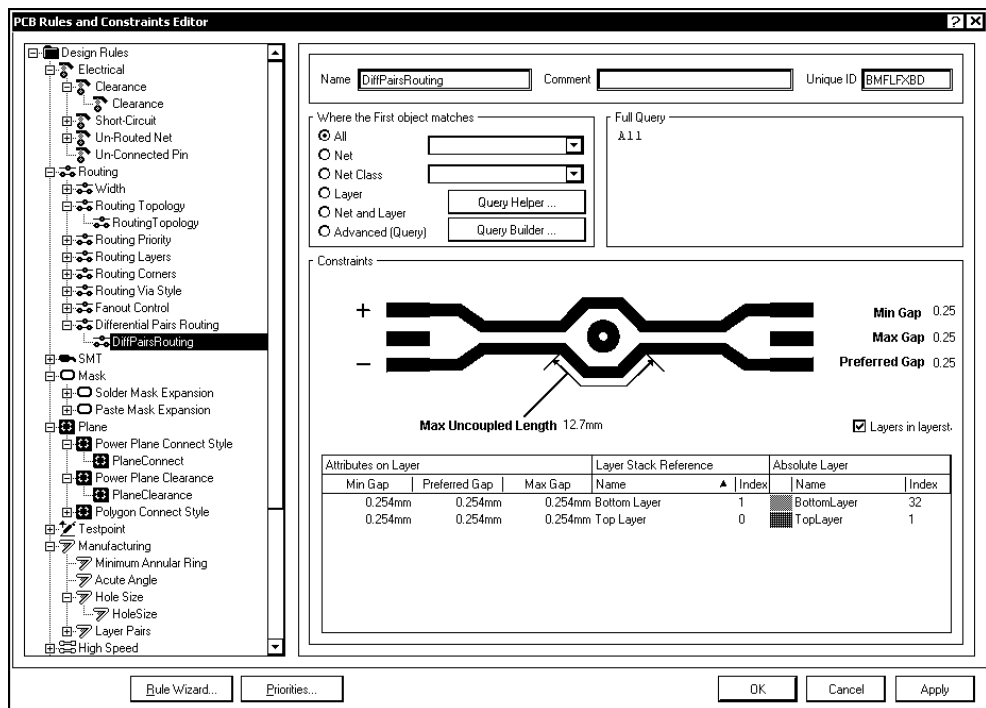 PCB Rules and Constraints Editor
Design Rules
Electrical
Clearance
Clearance
Short-Circuit
Un-Routed Net
Un-Connected Pin
Routing
Width
Routing Topology
RoutingTopology
Routing Priority
Routing Layers
Routing Corners
Routing Via Style
Fanout Control
Differential Pairs Routing
DiffPairsRouting
SMT
Mask
Solder Mask Expansion
Paste Mask Expansion
Plane
Power Plane Connect Style
PlaneConnect
Power Plane Clearance
PlaneClearance
Polygon Connect Style
Testpoint
Manufacturing
Minimum Annular Ring
Acute Angle
Hole Size
HoleSize
Layer Pairs
High Speed
Name DiffPairsRouting Comment Unique ID BMFLFXBD
Where the First object matches
All
Net
Net Class
Layer
Net and Layer
Advanced (Query)
Query Helper ...
Query Builder ...
Full Query
All
Constraints
+
−
Min Gap 0.25
Max Gap 0.25
Preferred Gap 0.25
Max Uncoupled Length 12.7mm
Layers in layerst
Attributes on Layer Layer Stack Reference Absolute Layer
Min Gap Preferred Gap Max Gap Name Index Name Index
0.254mm 0.254mm 0.254mm Bottom Layer 1 BottomLayer 32
0.254mm 0.254mm 0.254mm Top Layer 0 TopLayer 1
Rule Wizard... Priorities... OK Cancel Apply